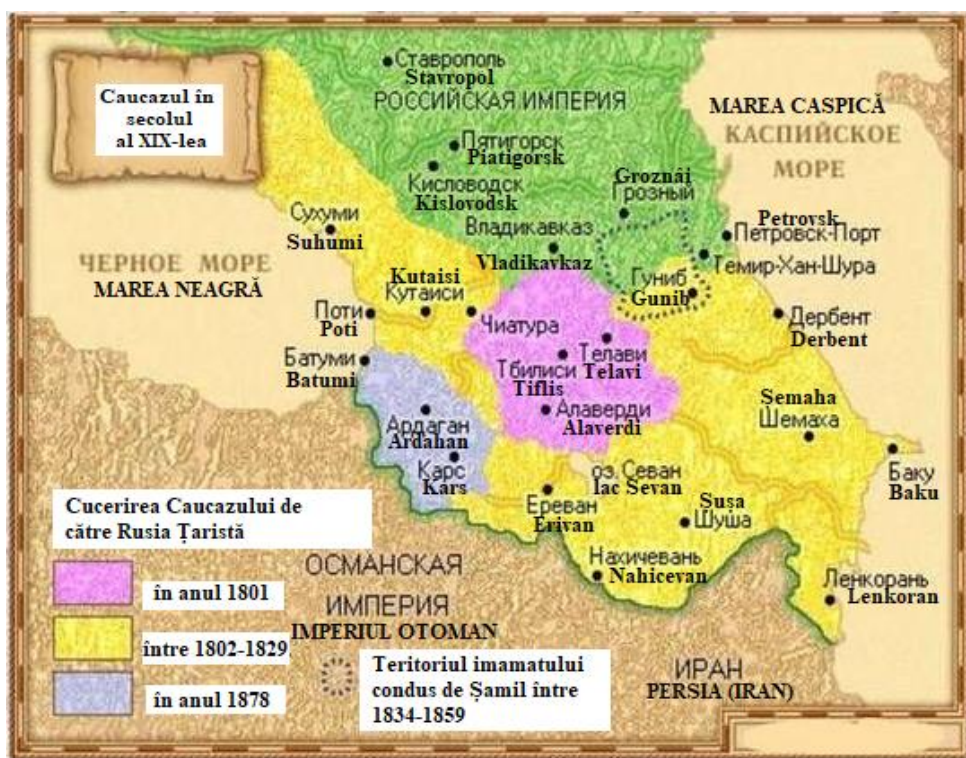 Caucazul în
secolul
al XIX-lea
Ставрополь
Stavropol
РОССИЙСКАЯ ИМПЕРИЯ
MAREA CASPICĂ
КАСПИЙСКОЕ
МОРЕ
Пятигорск
Piatigorsk
Кисловодск
Kislovodsk
Groznâi
Грозный
Владикавказ
Vladikavkaz
Petrovsk
Петровск-Порт
Темир-Хан-Шура
Сухуми
Suhumi
ЧЕРНОЕ МОРЕ
MAREA NEAGRĂ
Kutaisi
Кутаиси
Гуниб
Gunib
Поти
Poti
Чиатура
Дербент
Derbent
Батуми
Batumi
Телави
Telavi
Тбилиси
Tiflis
Алаверди
Alaverdi
Semaha
Шемаха
Ардаган
Ardahan
Карс
Kars
оз. Севан
lac Sevan
Баку
Baku
Ереван
Erivan
Sușa
Шуша
Нахичевань
Nahicevan
Ленкорань
Lenkoran
Cucerirea Caucazului de
către Rusia Țaristă
în anul 1801
între 1802-1829.
în anul 1878
ОСМАНСКАЯ
ИМПЕРИЯ
IMPERIUL OTOMAN
Teritoriul imamatului
condus de Șamil între
1834-1859
ИРАН
PERSIA (IRAN)